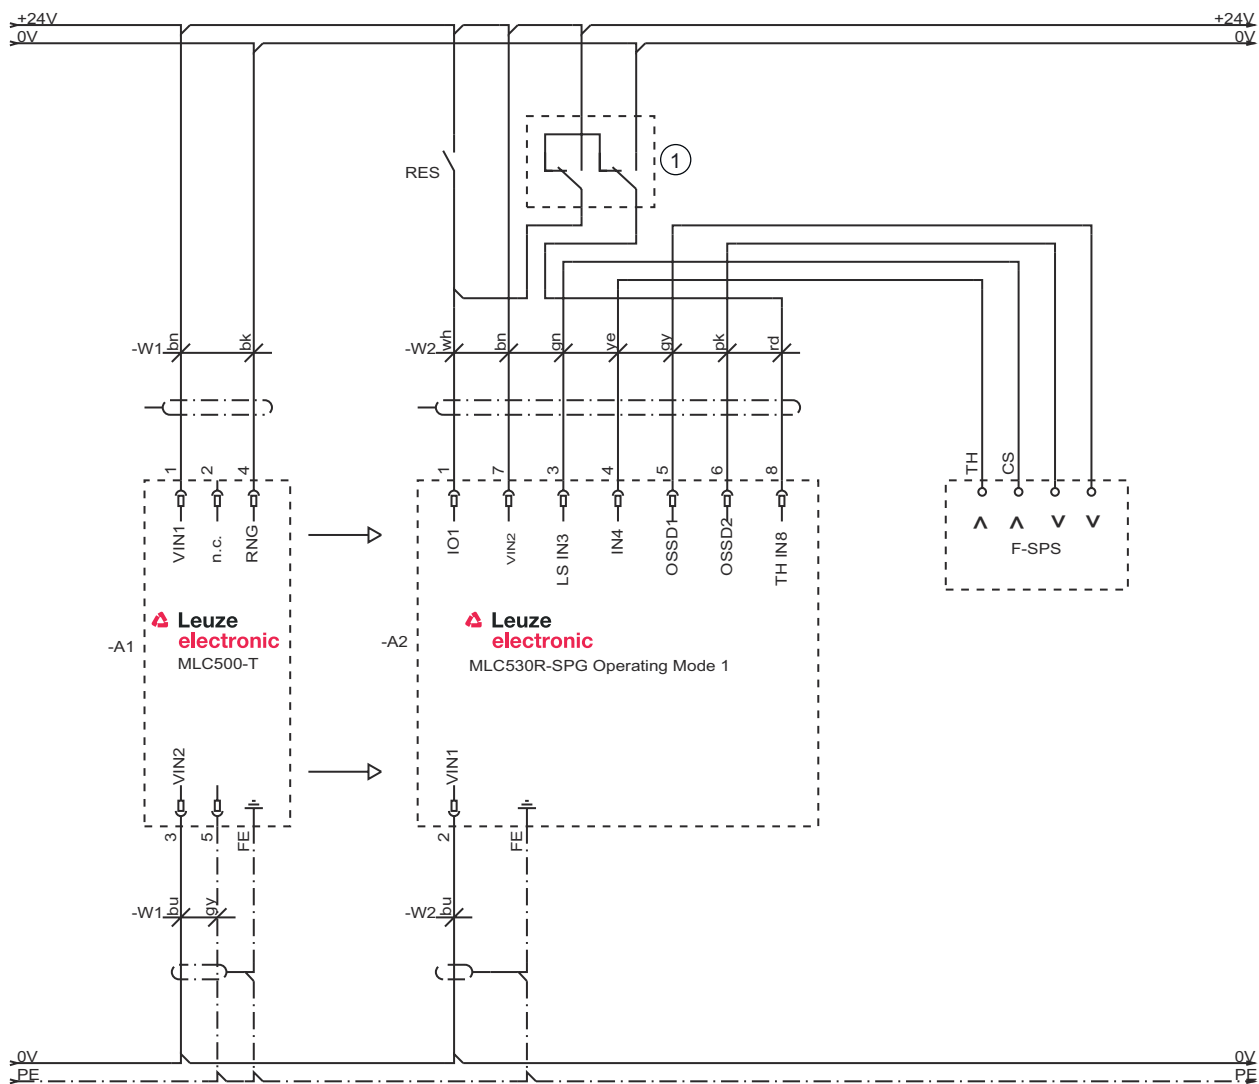 +24V +24V
0V 0V
1
RES
-W1 bn bk -W2 wh bn gn ye gy pk rd
TH CS
1 2 4 1 7 3 4 5 6 8
VIN1 n.c. RNG IO1 VIN2 LS IN3 IN4 OSSD1 OSSD2 TH IN8
F-SPS
Leuze electronic
MLC500-T
-A1
Leuze electronic
MLC530R-SPG Operating Mode 1
-A2
VIN2 VIN1
3 5 FE 2 FE
-W1 bu gy -W2 bu
0V 0V
PE PE